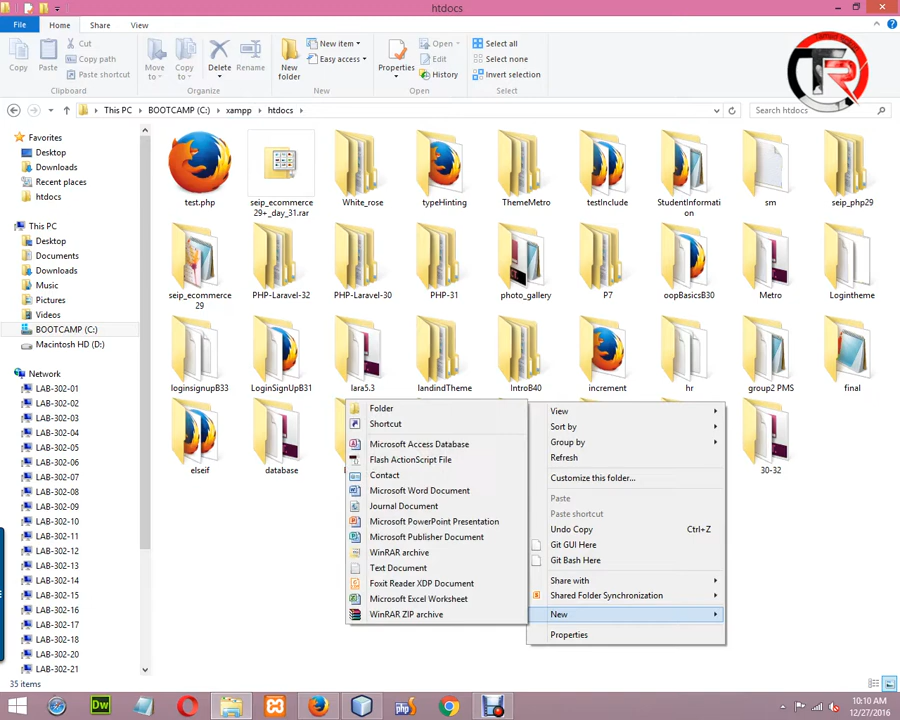 htdocs
File Home Share View
Copy Paste Cut Copy path Paste shortcut Move to Copy to Delete Rename New folder New item Easy access Properties Open Edit History Select all Select none Invert selection
Clipboard Organize New Open Select
This PC BOOTCAMP (C:) xampp htdocs Search htdocs
Favorites
Desktop
Downloads
Recent places
htdocs
This PC
Desktop
Documents
Downloads
Music
Pictures
Videos
BOOTCAMP (C:)
Macintosh HD (D:)
Network
LAB-302-01
LAB-302-02
LAB-302-03
LAB-302-04
LAB-302-05
LAB-302-06
LAB-302-07
LAB-302-08
LAB-302-09
LAB-302-10
LAB-302-11
LAB-302-12
LAB-302-13
LAB-302-14
LAB-302-15
LAB-302-16
LAB-302-17
LAB-302-18
LAB-302-20
LAB-302-21
test.php
seip_ecommerce
29+_day_31.rar
White_rose
typeHinting
ThemeMetro
testInclude
StudentInformati
on
sm
seip_php29
seip_ecommerce
29
PHP-Laravel-32
PHP-Laravel-30
PHP-31
photo_gallery
P7
oopBasicsB30
Metro
Logintheme
loginsignupB33
LoginSignUpB31
lara5.3
landindTheme
IntroB40
increment
hr
group2 PMS
final
elseif
database
30-32
Folder
Shortcut
Microsoft Access Database
Flash ActionScript File
Contact
Microsoft Word Document
Journal Document
Microsoft PowerPoint Presentation
Microsoft Publisher Document
WinRAR archive
Text Document
Foxit Reader XDP Document
Microsoft Excel Worksheet
WinRAR ZIP archive
View
Sort by
Group by
Refresh
Customize this folder...
Paste
Paste shortcut
Undo Copy Ctrl+Z
Git GUI Here
Git Bash Here
Share with
Shared Folder Synchronization
New
Properties
35 items
Dw
php
10:10 AM
12/27/2016